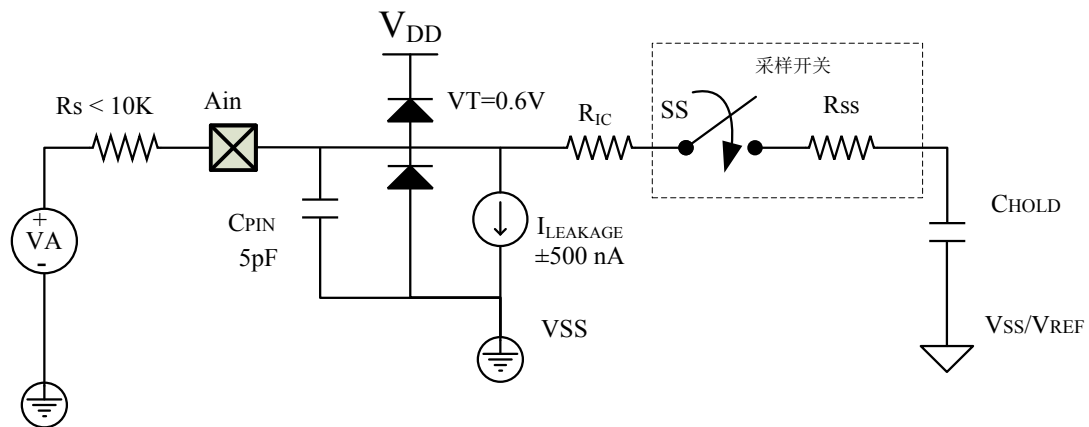 VDD
采样开关
Rs < 10K
Ain
VT=0.6V
RIC
SS
RSS
+
VA
-
CPIN
5pF
ILEAKAGE
±500 nA
CHOLD
VSS
VSS/VREF